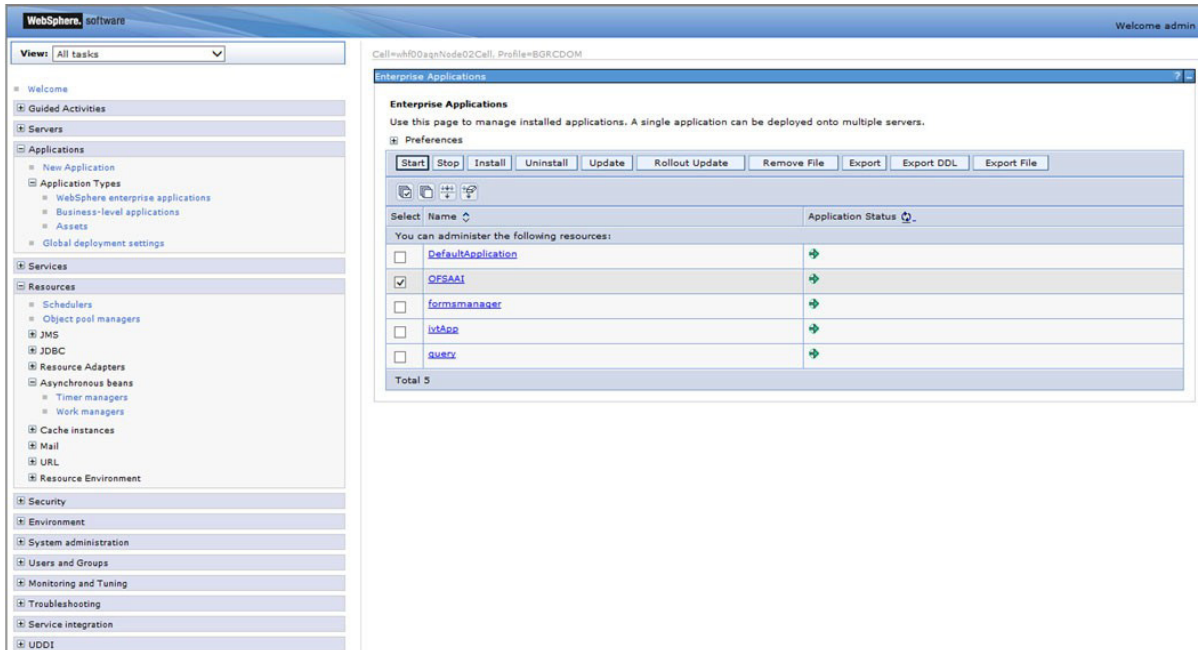 WebSphere. software
Welcome admin
View: All tasks
Welcome
Guided Activities
Servers
Applications
New Application
Application Types
WebSphere enterprise applications
Business-level applications
Assets
Global deployment settings
Services
Resources
Schedulers
Object pool managers
JMS
JDBC
Resource Adapters
Asynchronous beans
Timer managers
Work managers
Cache instances
Mail
URL
Resource Environment
Security
Environment
System administration
Users and Groups
Monitoring and Tuning
Troubleshooting
Service integration
UDDI
Cell=whf00aqnNode02Cell, Profile=BGRCDOM
Enterprise Applications ? _
Enterprise Applications
Use this page to manage installed applications. A single application can be deployed onto multiple servers.
Preferences
Start Stop Install Uninstall Update Rollout Update Remove File Export Export DDL Export File
Select Name Application Status
You can administer the following resources:
DefaultApplication
OFSAAI
formsmanager
ivtApp
query
Total 5